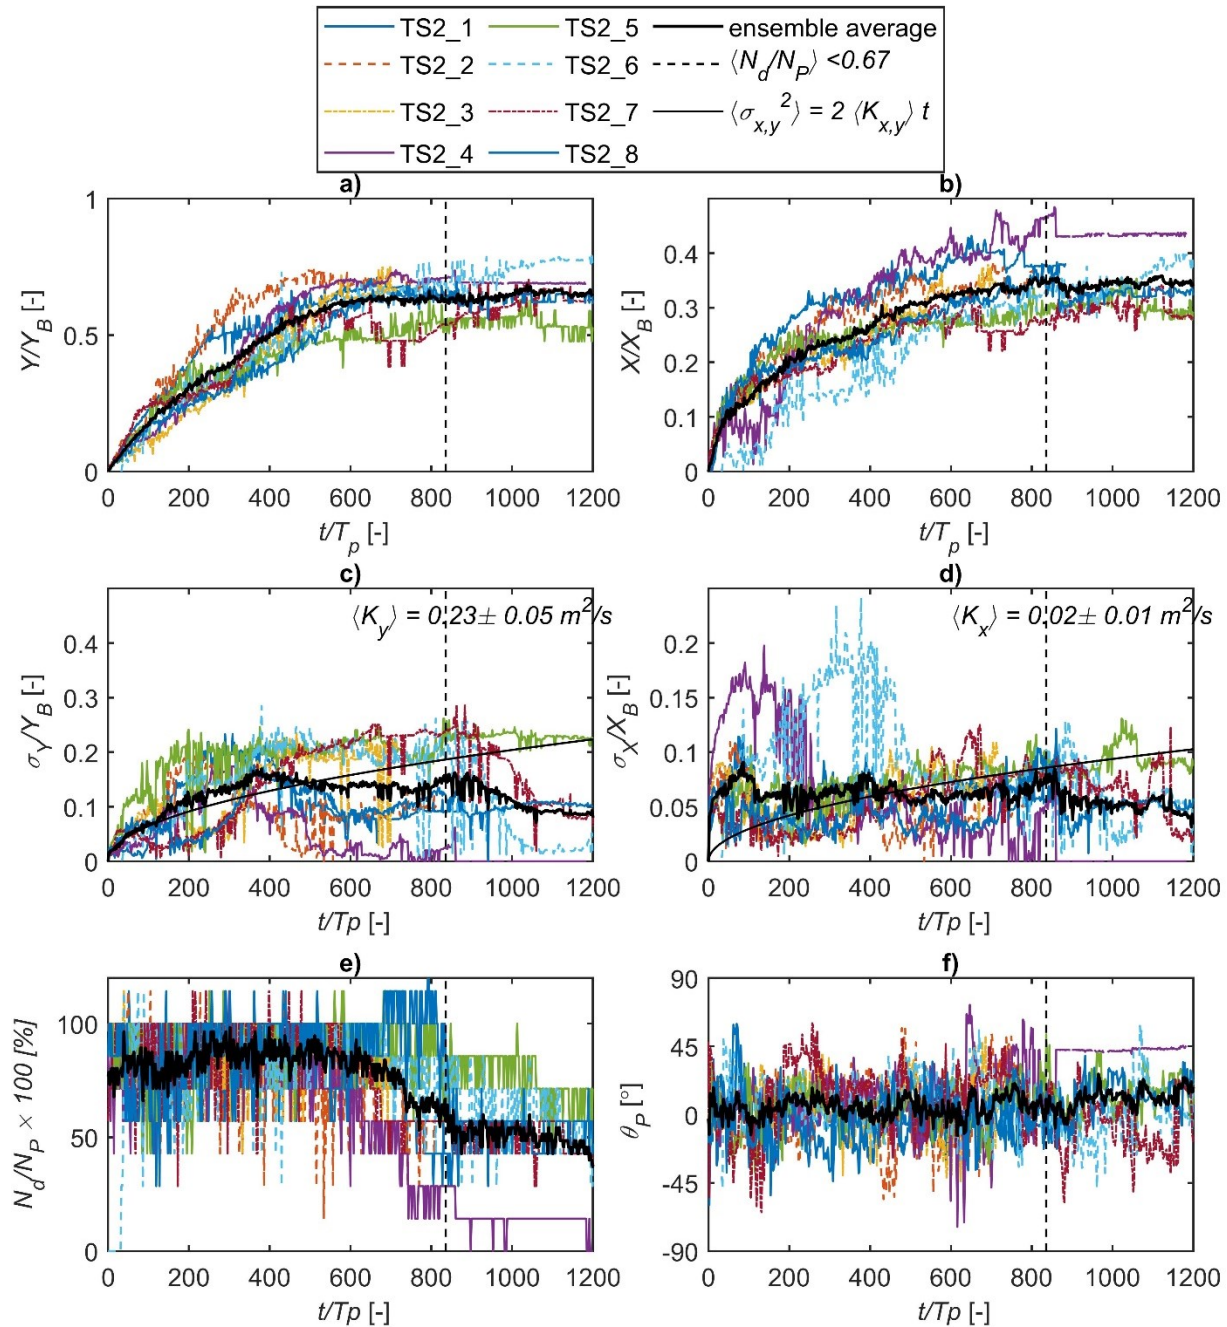 TS2_1 TS2_5 ensemble average
TS2_2 TS2_6 ⟨N_d/N_P⟩ <0.67
TS2_3 TS2_7 ⟨σ_{x,y}^2⟩ = 2 ⟨K_{x,y}⟩ t
TS2_4 TS2_8
a)
1
0.5
0
Y/Y_B [-]
0 200 400 600 800 1000 1200
t/T_p [-]
b)
0.4
0.3
0.2
0.1
0
X/X_B [-]
0 200 400 600 800 1000 1200
t/T_p [-]
c)
⟨K_y⟩ = 0.23± 0.05 m^2/s
0.4
0.3
0.2
0.1
0
σ_Y/Y_B [-]
0 200 400 600 800 1000 1200
t/Tp [-]
d)
⟨K_x⟩ = 0.02± 0.01 m^2/s
0.2
0.15
0.1
0.05
0
σ_X/X_B [-]
0 200 400 600 800 1000 1200
t/Tp [-]
e)
100
50
0
N_d/N_P × 100 [%]
0 200 400 600 800 1000 1200
t/Tp [-]
f)
90
45
0
-45
-90
θ_P [°]
0 200 400 600 800 1000 1200
t/Tp [-]